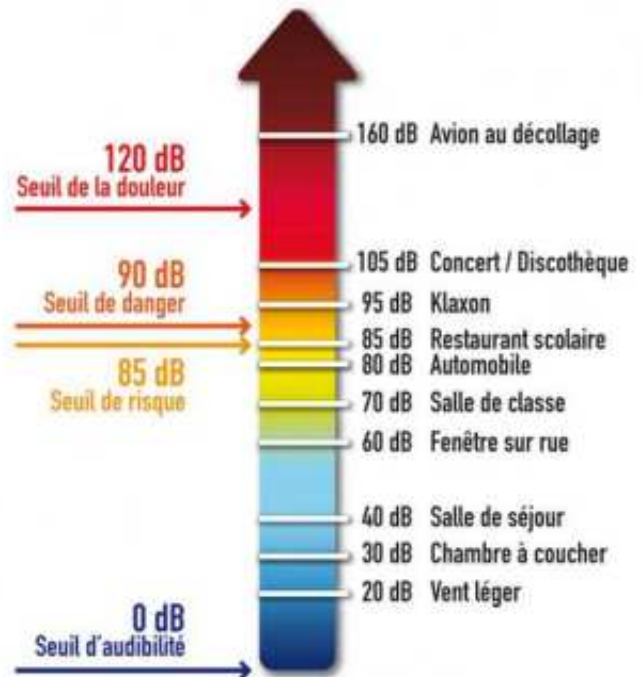 160 dB Avion au décollage
120 dB
Seuil de la douleur
105 dB Concert / Discothèque
90 dB
Seuil de danger
95 dB Klaxon
85 dB Restaurant scolaire
80 dB Automobile
85 dB
Seuil de risque
70 dB Salle de classe
60 dB Fenêtre sur rue
40 dB Salle de séjour
30 dB Chambre à coucher
20 dB Vent léger
0 dB
Seuil d'audibilité